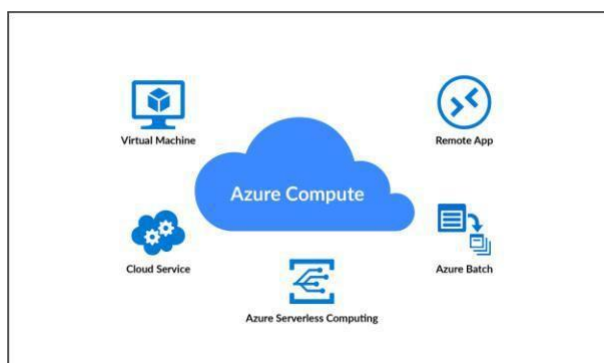 Virtual Machine
Remote App
Azure Compute
Cloud Service
Azure Batch
Azure Serverless Computing